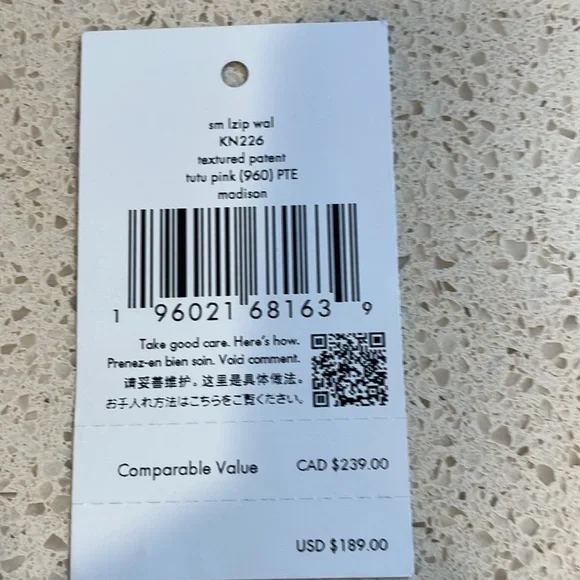 sm lzip wal
KN226
textured patent
tutu pink (960) PTE
madison
1 96021 68163 9
Take good care. Here's how.
Prenez-en bien soin. Voici comment.
请妥善维护。这里是具体做法。
お手入れ方法はこちらをご覧ください。
Comparable Value CAD $239.00
USD $189.00